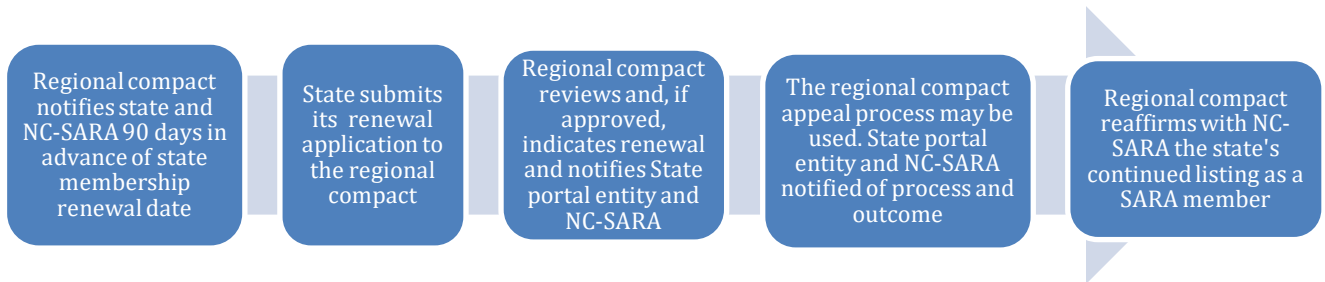 Regional compact
notifies state and
NC-SARA 90 days in
advance of state
membership
renewal date
State submits
its renewal
application to
the regional
compact
Regional compact
reviews and, if
approved,
indicates renewal
and notifies State
portal entity and
NC-SARA
The regional compact
appeal process may be
used. State portal
entity and NC-SARA
notified of process and
outcome
Regional compact
reaffirms with NC-
SARA the state's
continued listing as a
SARA member